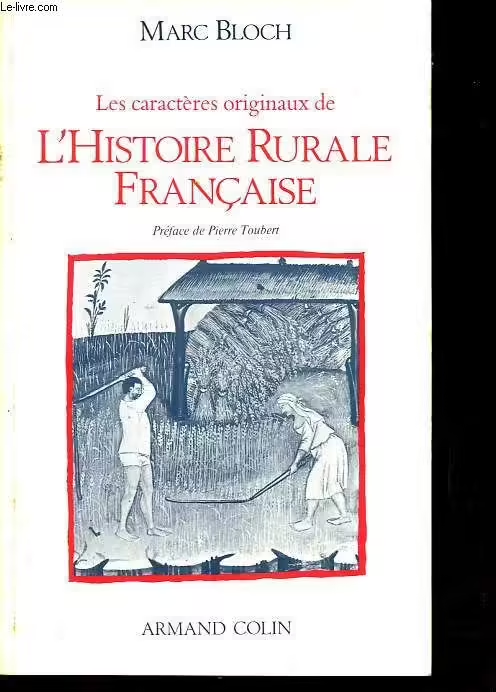 Le-livre.com
MARC BLOCH
Les caractères originaux de
L'HISTOIRE RURALE
FRANÇAISE
Préface de Pierre Toubert
ARMAND COLIN